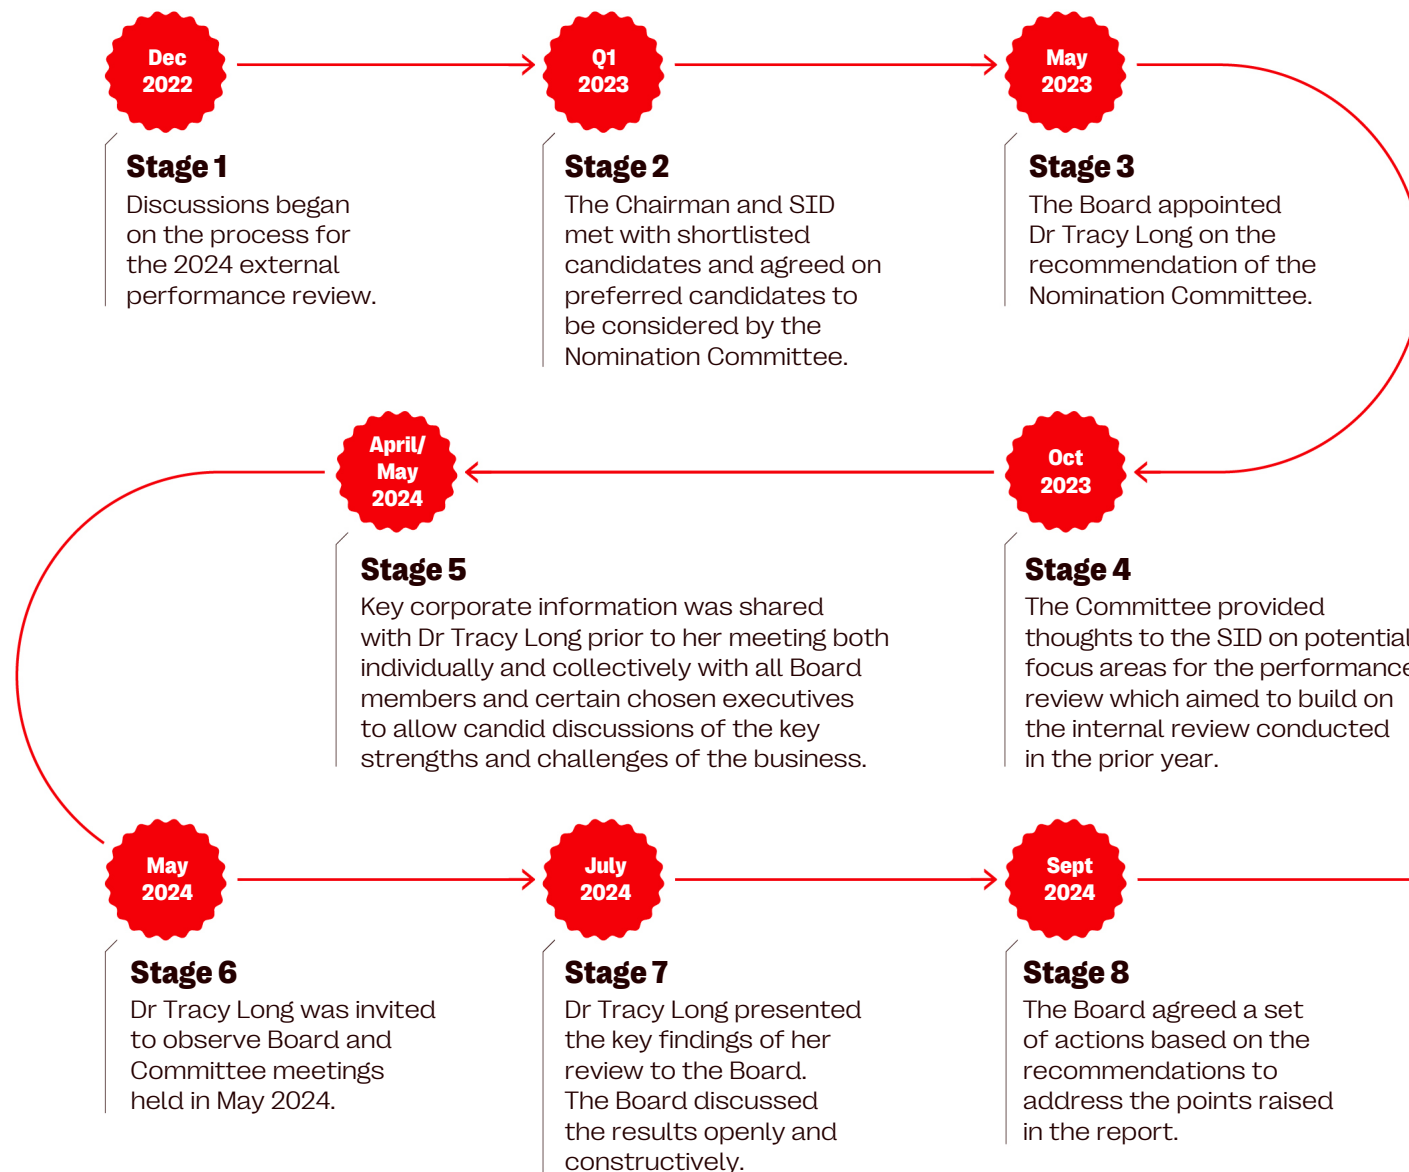 Dec
2022
Stage 1
Discussions began
on the process for
the 2024 external
performance review.
Q1
2023
Stage 2
The Chairman and SID
met with shortlisted
candidates and agreed on
preferred candidates to
be considered by the
Nomination Committee.
May
2023
Stage 3
The Board appointed
Dr Tracy Long on the
recommendation of the
Nomination Committee.
Oct
2023
Stage 4
The Committee provided
thoughts to the SID on potential
focus areas for the performance
review which aimed to build on
the internal review conducted
in the prior year.
April/
May
2024
Stage 5
Key corporate information was shared
with Dr Tracy Long prior to her meeting both
individually and collectively with all Board
members and certain chosen executives
to allow candid discussions of the key
strengths and challenges of the business.
May
2024
Stage 6
Dr Tracy Long was invited
to observe Board and
Committee meetings
held in May 2024.
July
2024
Stage 7
Dr Tracy Long presented
the key findings of her
review to the Board.
The Board discussed
the results openly and
constructively.
Sept
2024
Stage 8
The Board agreed a set
of actions based on the
recommendations to
address the points raised
in the report.